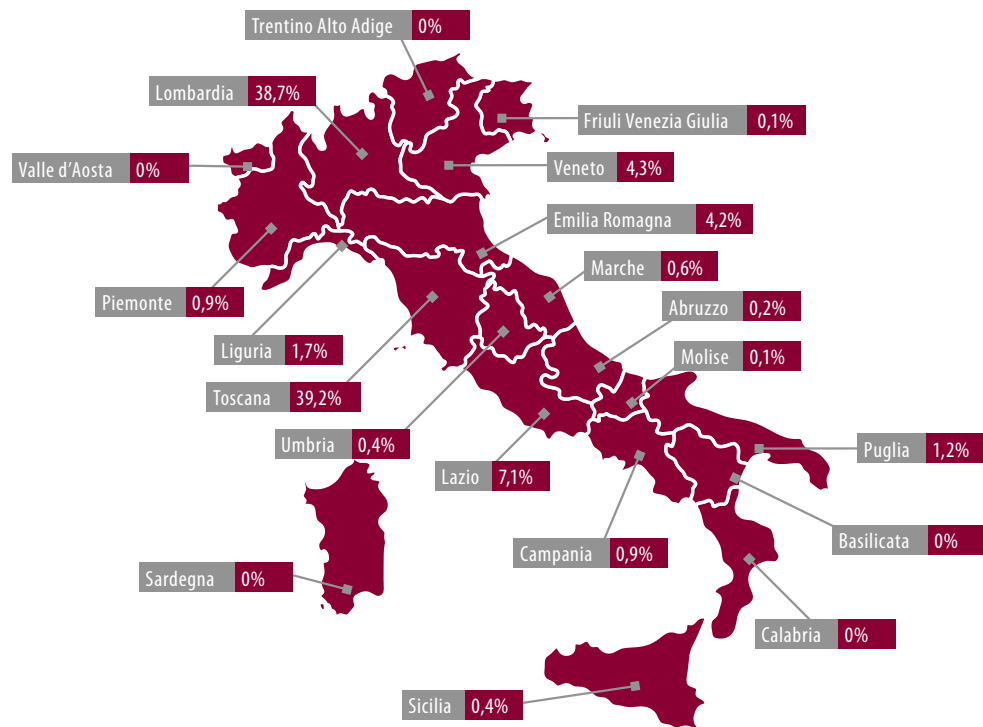 Trentino Alto Adige 0%
Lombardia 38,7%
Friuli Venezia Giulia 0,1%
Valle d'Aosta 0%
Veneto 4,3%
Emilia Romagna 4,2%
Marche 0,6%
Piemonte 0,9%
Abruzzo 0,2%
Liguria 1,7%
Molise 0,1%
Toscana 39,2%
Umbria 0,4%
Puglia 1,2%
Lazio 7,1%
Basilicata 0%
Campania 0,9%
Sardegna 0%
Calabria 0%
Sicilia 0,4%